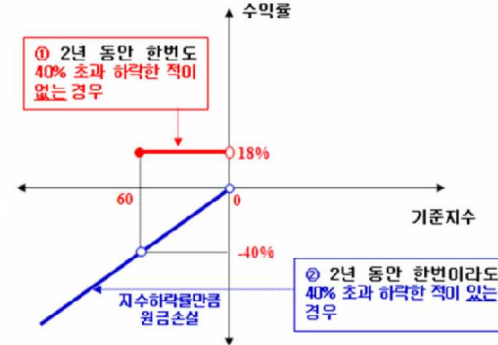 수익률
① 2년 동안 한번도
40% 초과 하락한 적이
없는 경우
18%
60
0
기준지수
-40%
지수하락률만큼
원금손실
② 2년 동안 한번이라도
40% 초과 하락한 적이 있는
경우